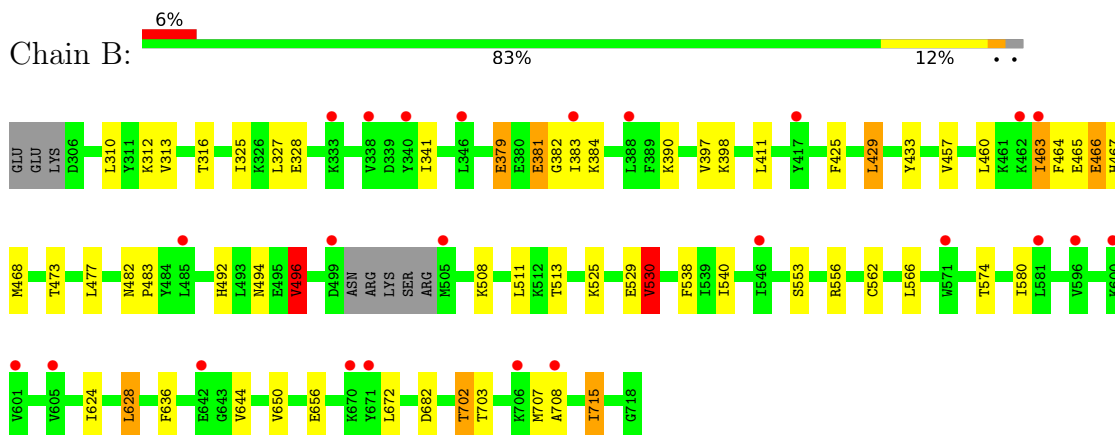 6%
Chain B:
83% 12% • •
GLU GLU LYS D306 L310 Y311 K312 V313 T316 I325 K326 L327 E328 K333 V338 D339 Y340 I341 L346 E379 E380 E381 G382 I383 K384 L388 F389 K390 V397 K398 L411 Y417 F425 L429 Y433 V457 L460 K461 K462 I463 F464 E465 E466 H467
M468 T473 L477 N482 P483 Y484 L485 H492 L493 N494 E495 V496 D499 ASN ARG LYS SER ARG M505 K508 L511 K512 T513 K525 E529 V530 F538 I539 I540 I546 S553 R556 C562 L566 W571 T574 I580 L581 V596
V601 V605 I624 L628 F636 E642 G643 V644 V650 E656 K670 Y671 L672 D682 T702 T703 K706 M707 A708 I715 G718